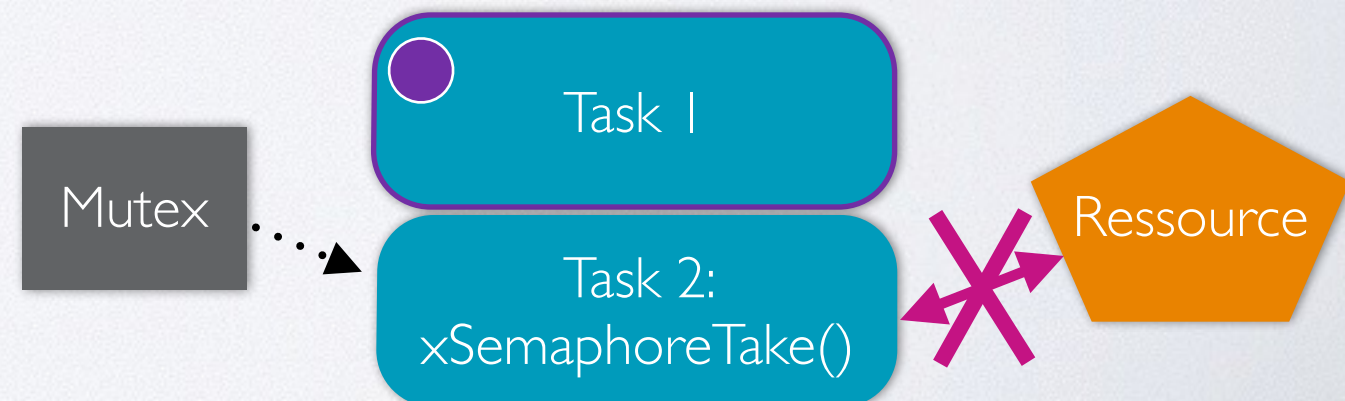 Task 1
Mutex
Ressource
Task 2:
xSemaphoreTake()